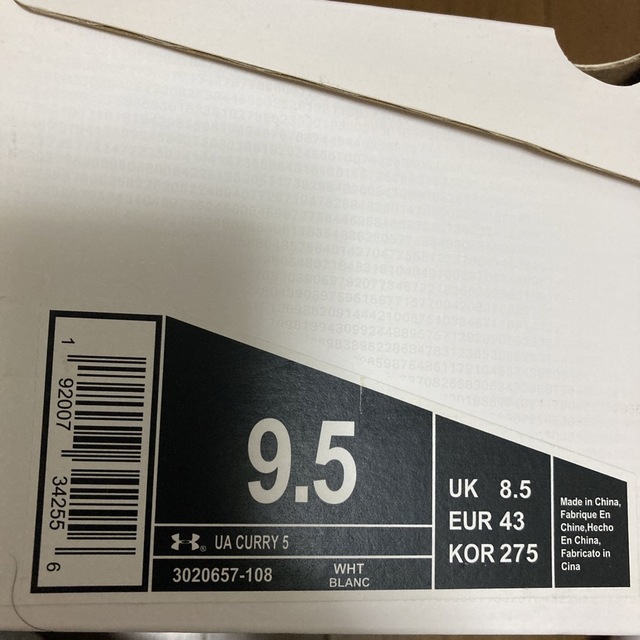 1 92007 34255 6
9.5
UA CURRY 5
3020657-108
WHT
BLANC
UK 8.5
EUR 43
KOR 275
Made in China,
Fabrique En
Chine,Hecho
En China,
Fabricato in
Cina